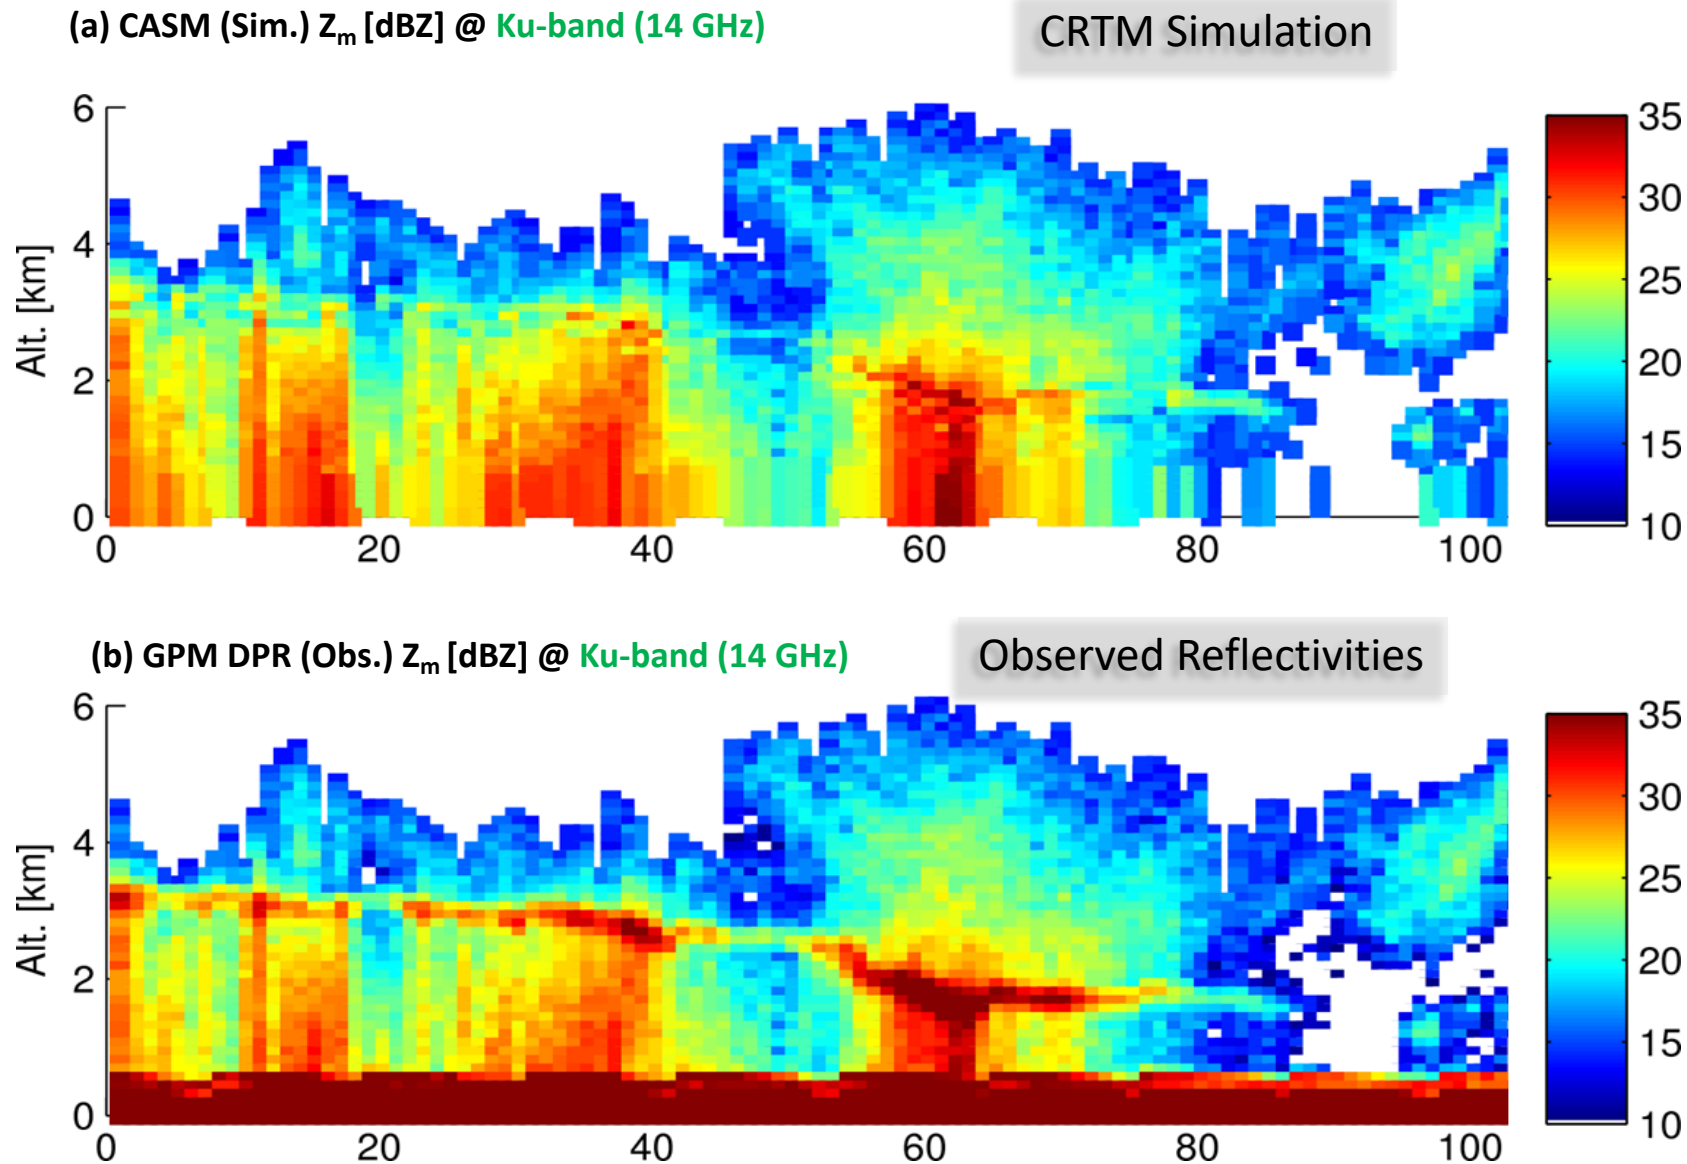 (a) CASM (Sim.) Zm [dBZ] @ Ku-band (14 GHz)
CRTM Simulation
6
4
2
0
Alt. [km]
0 20 40 60 80 100
35
30
25
20
15
10
(b) GPM DPR (Obs.) Zm [dBZ] @ Ku-band (14 GHz)
Observed Reflectivities
6
4
2
0
Alt. [km]
0 20 40 60 80 100
35
30
25
20
15
10